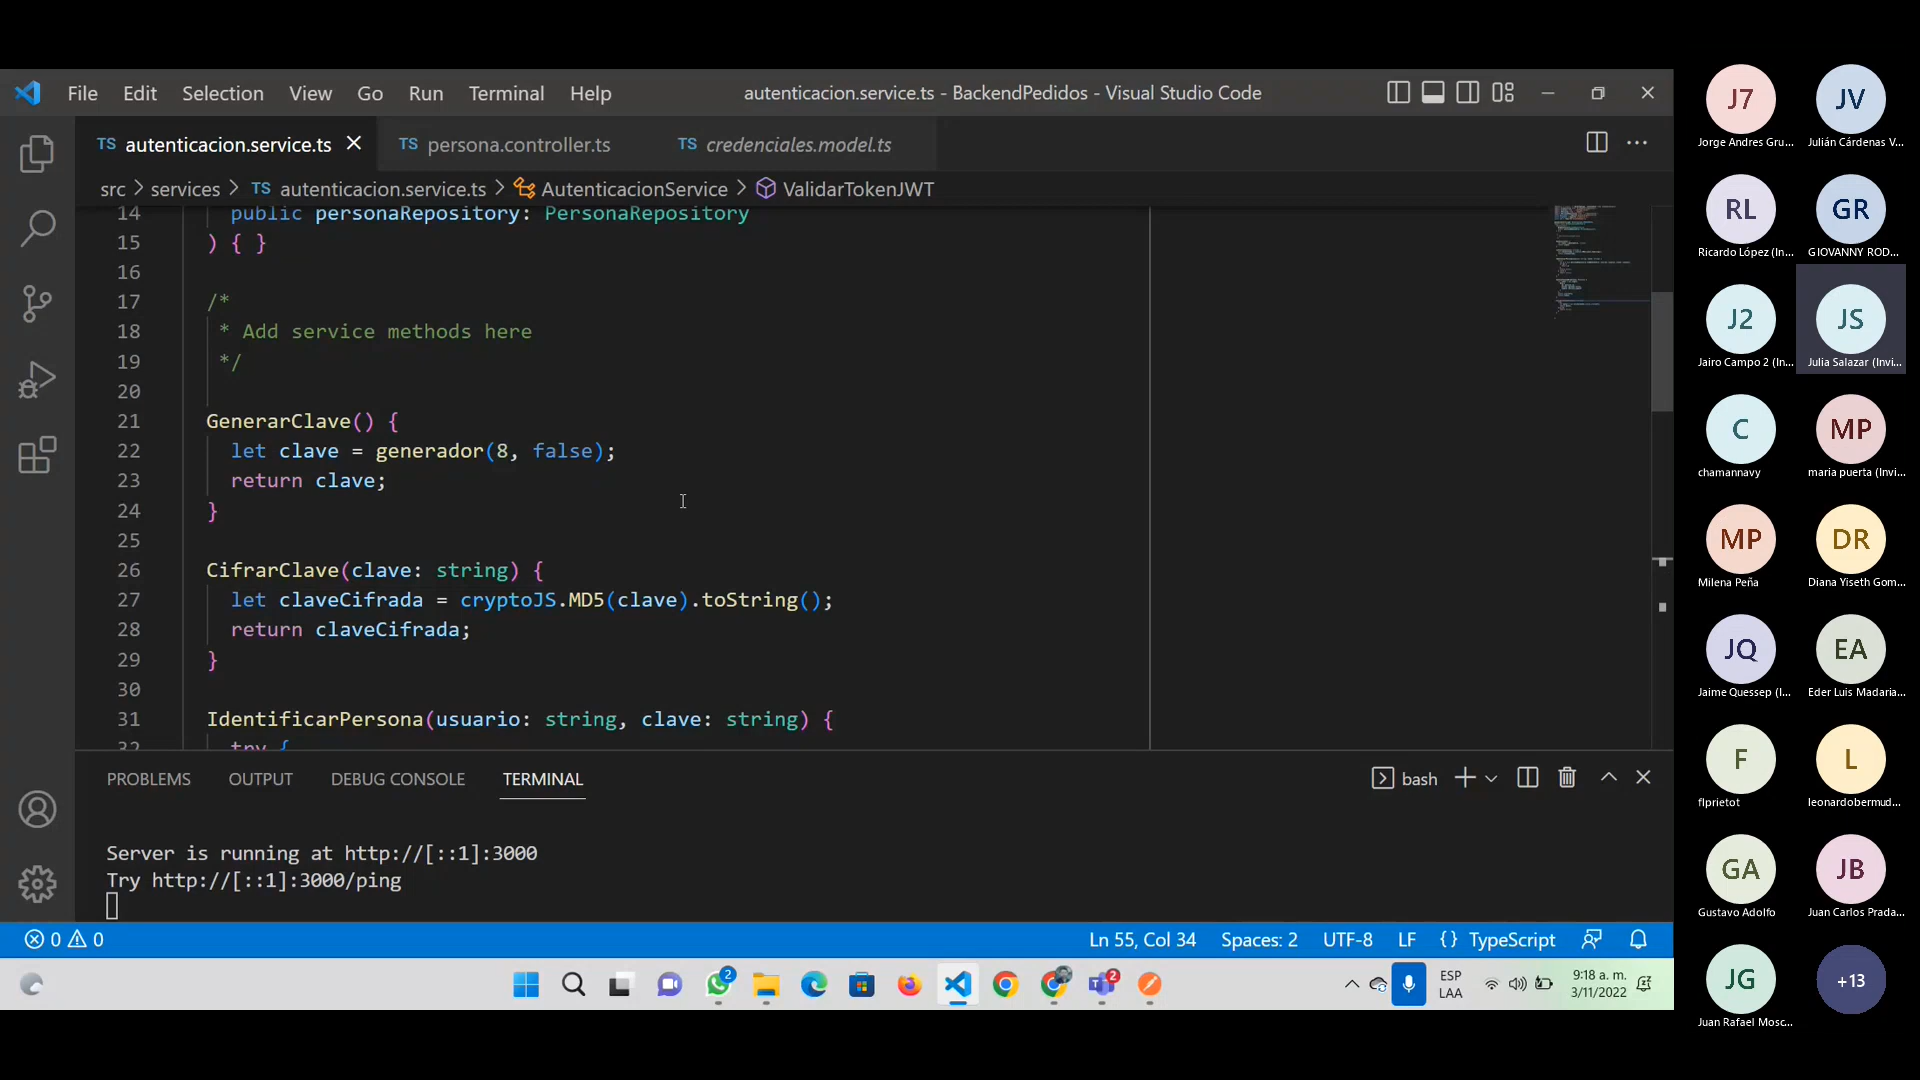 File Edit Selection View Go Run Terminal Help
autenticacion.service.ts - BackendPedidos - Visual Studio Code
TS autenticacion.service.ts
TS persona.controller.ts
TS credenciales.model.ts
src > services > TS autenticacion.service.ts > AutenticacionService > ValidarTokenJWT
14 public personaRepository: PersonaRepository
15 ) { }
16
17 /*
18 * Add service methods here
19 */
20
21 GenerarClave() {
22 let clave = generador(8, false);
23 return clave;
24 }
25
26 CifrarClave(clave: string) {
27 let claveCifrada = cryptoJS.MD5(clave).toString();
28 return claveCifrada;
29 }
30
31 IdentificarPersona(usuario: string, clave: string) {
32 try {
PROBLEMS OUTPUT DEBUG CONSOLE TERMINAL
bash
Server is running at http://[::1]:3000
Try http://[::1]:3000/ping
0 0
Ln 55, Col 34 Spaces: 2 UTF-8 LF {} TypeScript
2
2
ESP
LAA
9:18 a. m.
3/11/2022
J7 JV
Jorge Andres Gru... Julián Cárdenas V...
RL GR
Ricardo López (In... GIOVANNY ROD...
J2 JS
Jairo Campo 2 (In... Julia Salazar (Invi...
C MP
chamannavy maria puerta (Invi...
MP DR
Milena Peña Diana Yiseth Gom...
JQ EA
Jaime Quessep (I... Eder Luis Madaria...
F L
flprietot leonardobermud...
GA JB
Gustavo Adolfo Juan Carlos Prada...
JG +13
Juan Rafael Mosc...